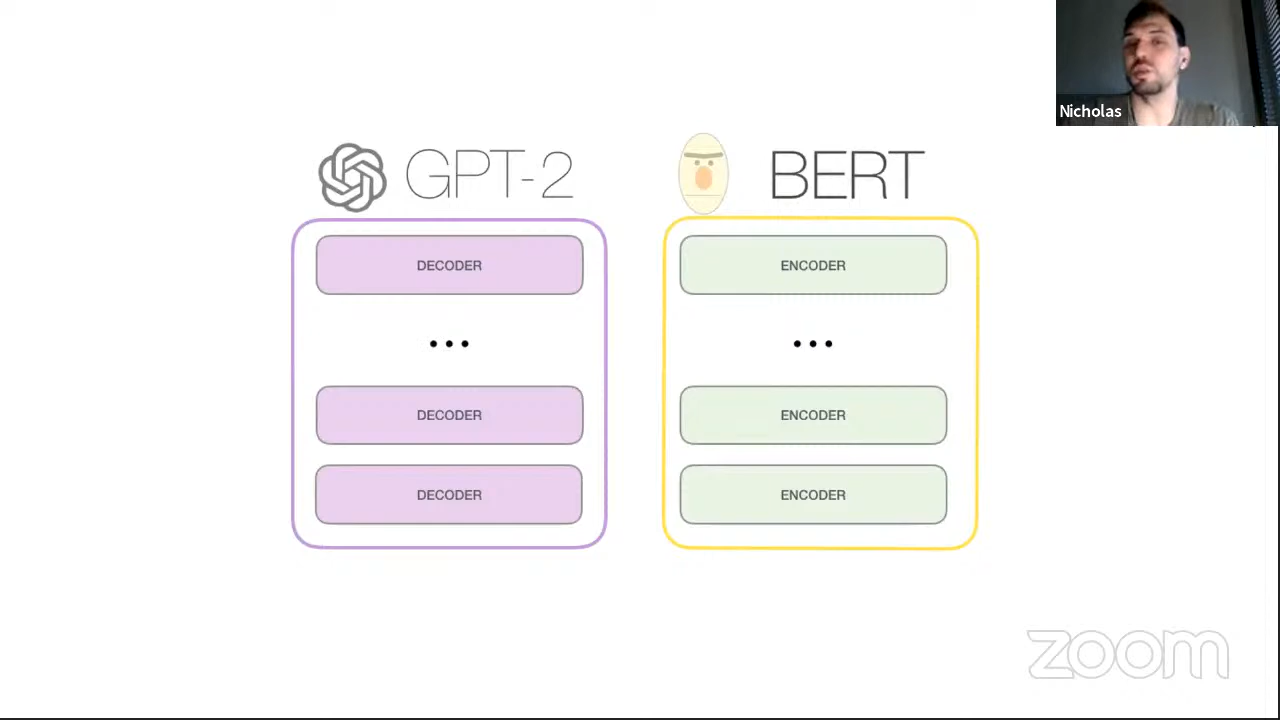 Nicholas
GPT-2
BERT
DECODER
ENCODER
DECODER
ENCODER
DECODER
ENCODER
zoom